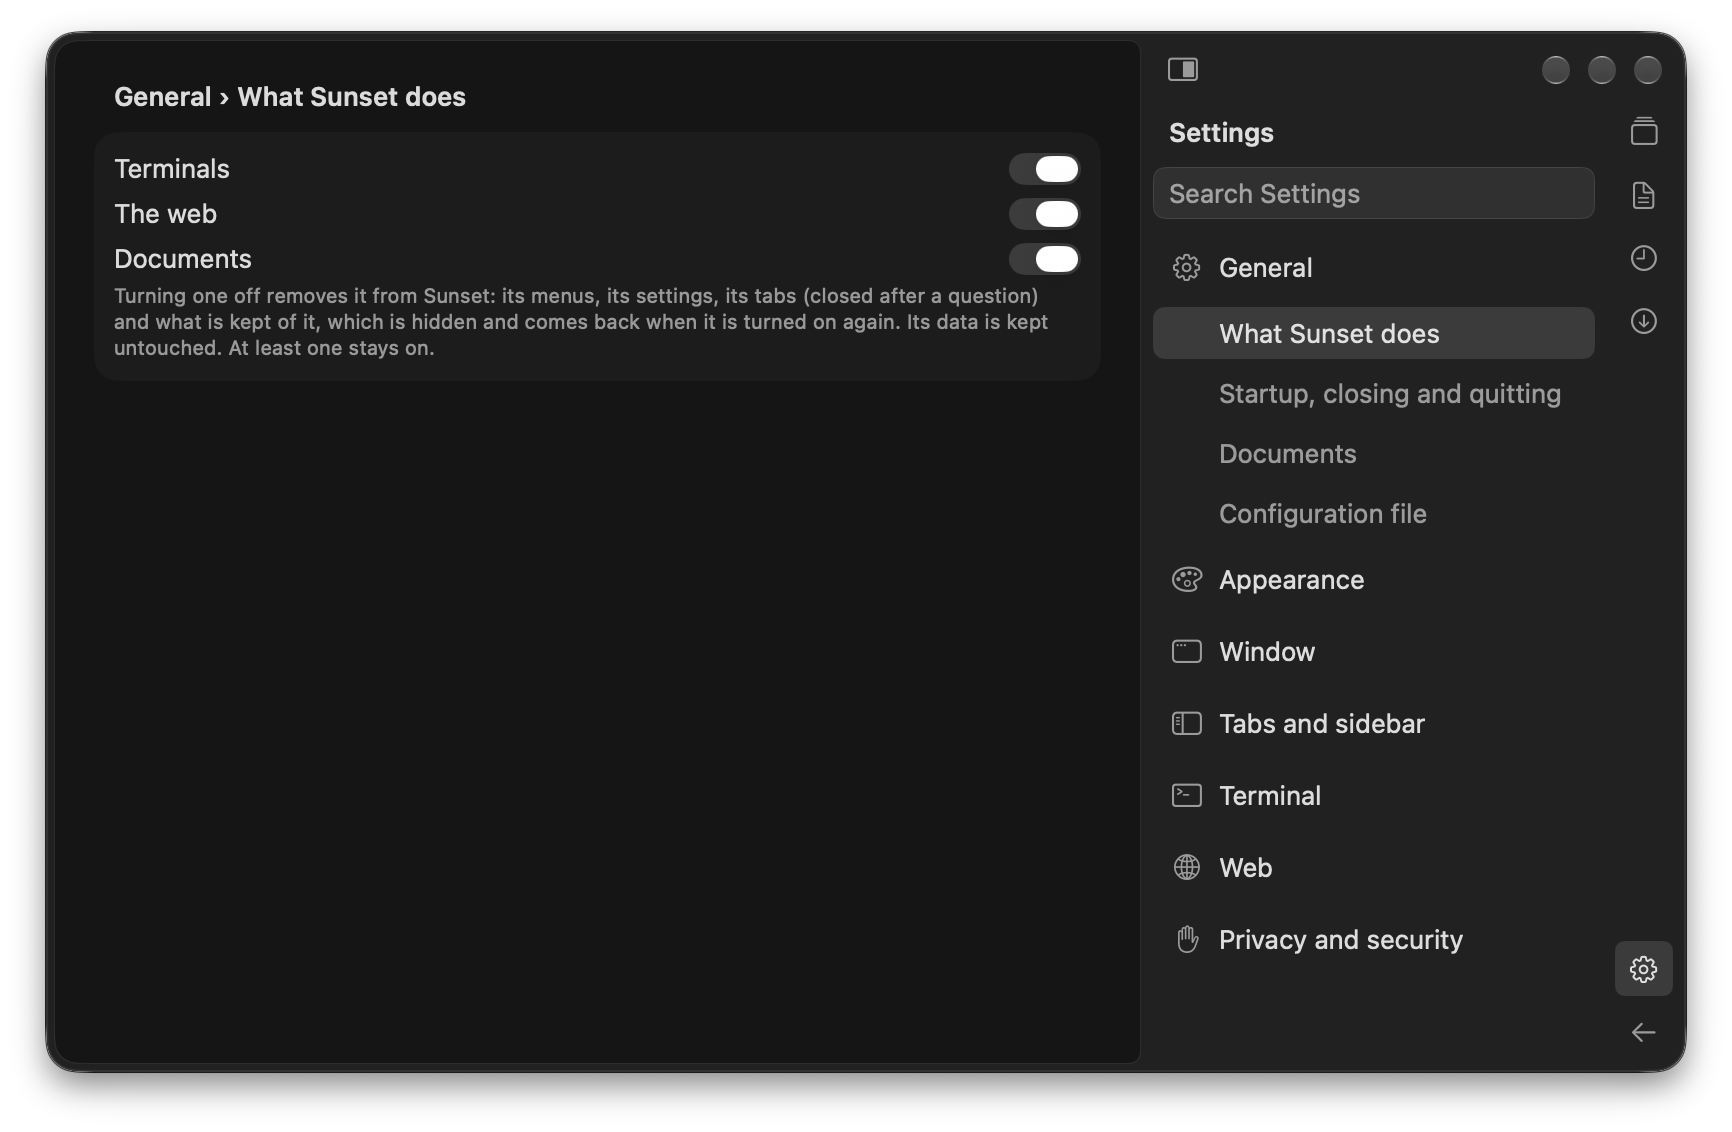 General › What Sunset does
Terminals
The web
Documents
Turning one off removes it from Sunset: its menus, its settings, its tabs (closed after a question)
and what is kept of it, which is hidden and comes back when it is turned on again. Its data is kept
untouched. At least one stays on.
Settings
Search Settings
General
What Sunset does
Startup, closing and quitting
Documents
Configuration file
Appearance
Window
Tabs and sidebar
Terminal
Web
Privacy and security